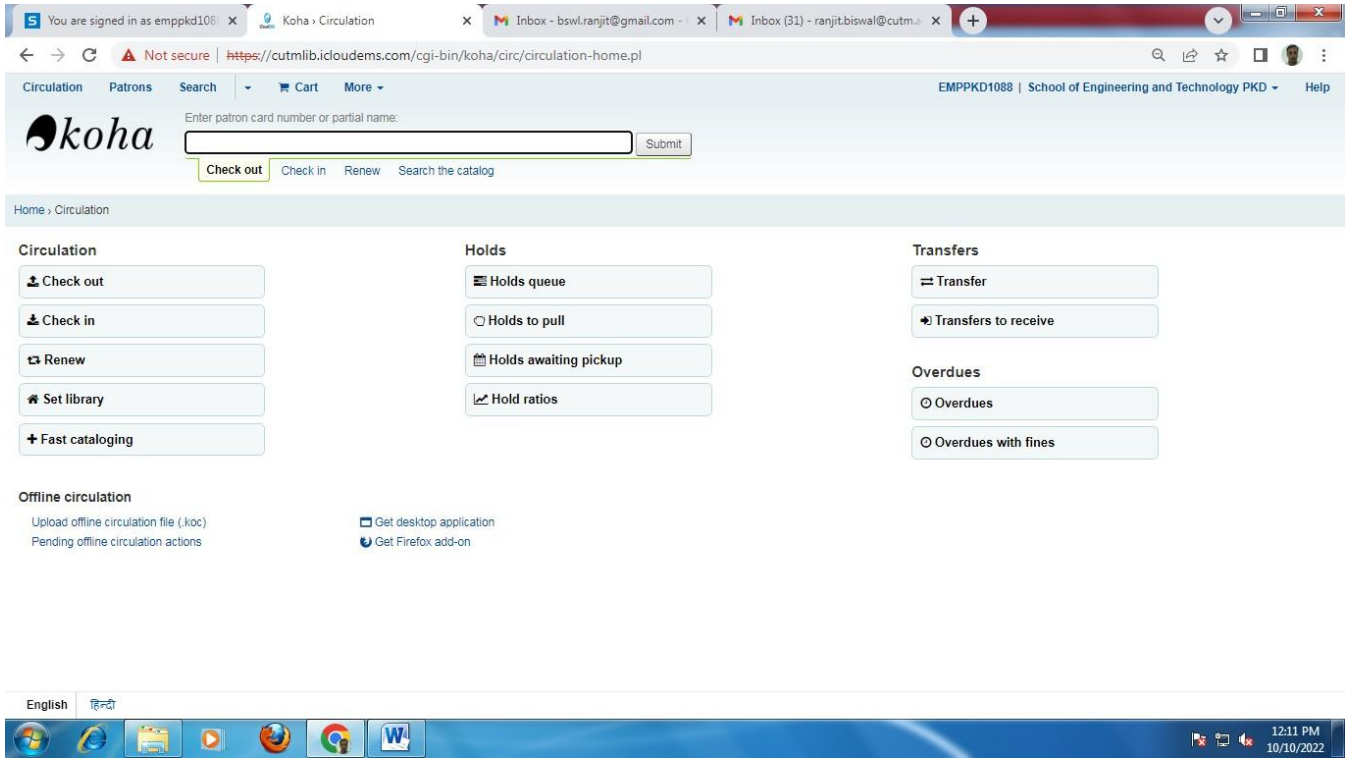 You are signed in as emppkd108
Koha › Circulation
Inbox - bswl.ranjit@gmail.com -
Inbox (31) - ranjit.biswal@cutm.a
Not secure | https://cutmlib.icloudems.com/cgi-bin/koha/circ/circulation-home.pl
Circulation Patrons Search Cart More
EMPPKD1088 | School of Engineering and Technology PKD Help
koha
Enter patron card number or partial name:
Submit
Check out Check in Renew Search the catalog
Home › Circulation
Circulation
Check out
Check in
Renew
Set library
+ Fast cataloging
Holds
Holds queue
Holds to pull
Holds awaiting pickup
Hold ratios
Transfers
Transfer
Transfers to receive
Overdues
Overdues
Overdues with fines
Offline circulation
Upload offline circulation file (.koc)
Pending offline circulation actions
Get desktop application
Get Firefox add-on
English हिन्दी
12:11 PM
10/10/2022